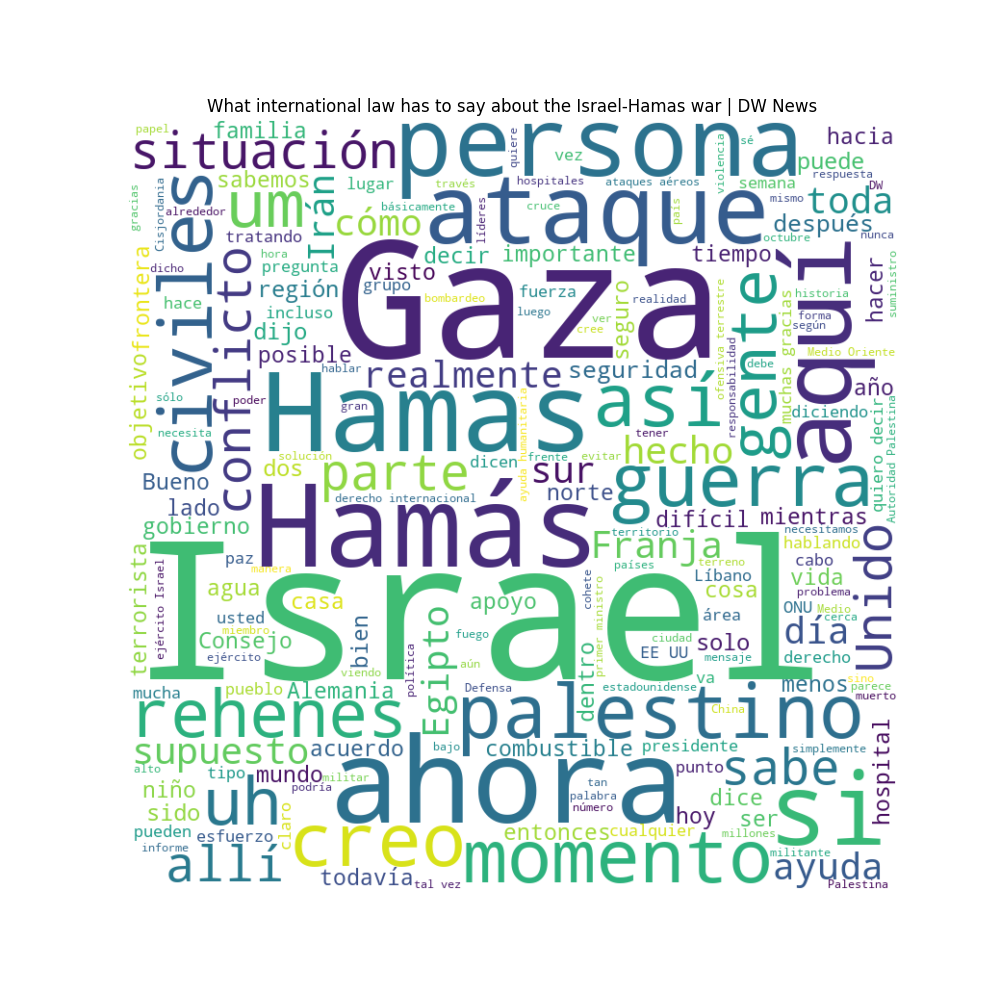 What international law has to say about the Israel-Hamas war | DW News
papel
familia
quiere
vez
violencia
sé
hacia
situación
persona
puede
respuesta
DW
sabemos
Irán
lugar
través
hospitales
ataques aéreos
semana
mismo
toda
gracias
Cisjordania
alrededor
um
cómo
básicamente
líderes
cruce
ataque
país
después
octubre
nunca
civiles
tratando
hora
decir
importante
tiempo
aquí
dicho
conflicto
pregunta
visto
Gaza
gente
hacer
suministro
objetivo
frontera
hace
región
grupo
bombardeo
fuerza
realidad
seguro
ofensiva terrestre
historia
incluso
luego
ver
cree
muchas gracias
forma
según
dijo
posible
hablar
realmente
seguridad
responsabilidad
debe
Medio Oriente
sólo
poder
gran
Hamas
así
año
diciendo
necesita
solución
ayuda humanitaria
frente
evitar
tener
hecho
quiero decir
Autoridad Palestina
Bueno
dos
parte
dicen
sur
guerra
lado
derecho internacional
norte
difícil
mientras
gobierno
Hamás
territorio
necesitamos
terrorista
paz
Franja
hablando
Unido
ejército Israel
manera
Israel
países
terreno
cabo
agua
casa
apoyo
cohete
primer ministro
Líbano
cosa
vida
problema
usted
miembro
Consejo
bien
Egipto
fuego
área
ONU
Medio
cerca
día
ciudad
solo
ejército
viendo
política
aún
dentro
EE UU
mensaje
derecho
mucha
pueblo
Alemania
Defensa
estadounidense
va
menos
sino
parece
muerto
rehenes
palestino
China
supuesto
acuerdo
bajo
combustible
presidente
simplemente
hospital
alto
tipo
mundo
militar
podría
ahora
tan
palabra
número
punto
sabe
niño
uh
hoy
dice
ser
si
sido
pueden
esfuerzo
claro
creo
entonces
cualquier
millones
informe
allí
todavía
tal vez
momento
militante
ayuda
Palestina